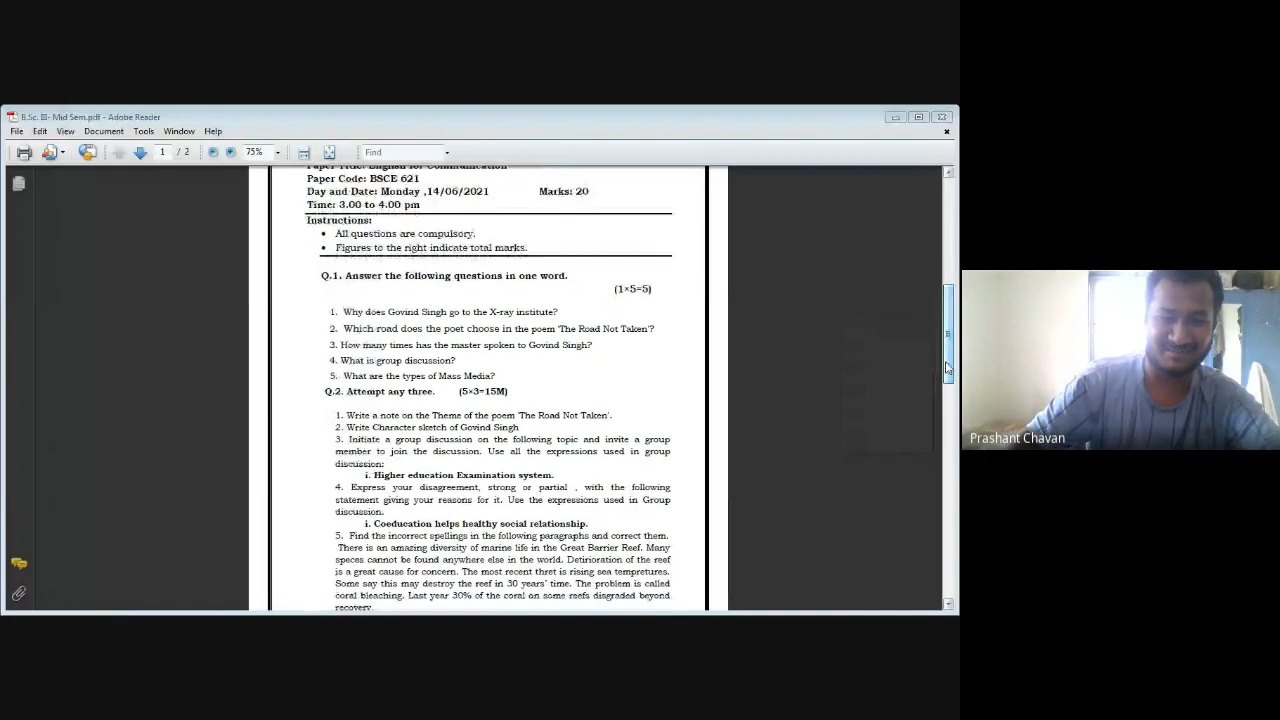 B.Sc. III- Mid Sem.pdf - Adobe Reader
File Edit View Document Tools Window Help
1 / 2 75% Find
Paper Title: English for Communication
Paper Code: BSCE 621
Day and Date: Monday ,14/06/2021 Marks: 20
Time: 3.00 to 4.00 pm
Instructions:
• All questions are compulsory.
• Figures to the right indicate total marks.
Q.1. Answer the following questions in one word.
(1×5=5)
1. Why does Govind Singh go to the X-ray institute?
2. Which road does the poet choose in the poem 'The Road Not Taken'?
3. How many times has the master spoken to Govind Singh?
4. What is group discussion?
5. What are the types of Mass Media?
Q.2. Attempt any three. (5×3=15M)
1. Write a note on the Theme of the poem 'The Road Not Taken'.
2. Write Character sketch of Govind Singh
3. Initiate a group discussion on the following topic and invite a group
member to join the discussion. Use all the expressions used in group
discussion:
i. Higher education Examination system.
4. Express your disagreement, strong or partial , with the following
statement giving your reasons for it. Use the expressions used in Group
discussion.
i. Coeducation helps healthy social relationship.
5. Find the incorrect spellings in the following paragraphs and correct them.
There is an amazing diversity of marine life in the Great Barrier Reef. Many
speces cannot be found anywhere else in the world. Detirioration of the reef
is a great cause for concern. The most recent thret is rising sea tempretures.
Some say this may destroy the reef in 30 years' time. The problem is called
coral bleaching. Last year 30% of the coral on some reefs disgraded beyond
recovery.
Prashant Chavan